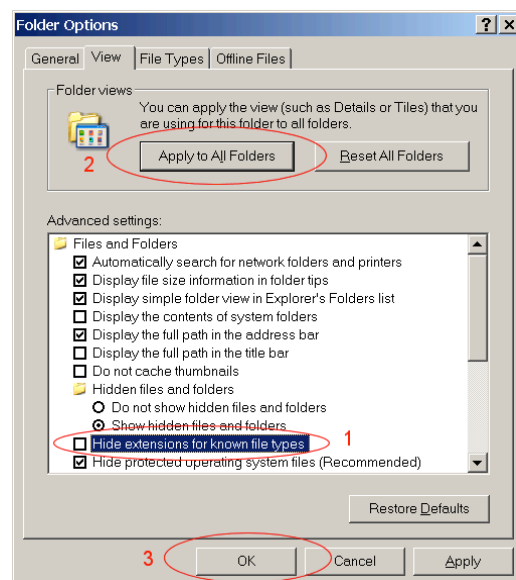 Folder Options
General View File Types Offline Files
Folder views
You can apply the view (such as Details or Tiles) that you
are using for this folder to all folders.
2 Apply to All Folders Reset All Folders
Advanced settings:
Files and Folders
Automatically search for network folders and printers
Display file size information in folder tips
Display simple folder view in Explorer's Folders list
Display the contents of system folders
Display the full path in the address bar
Display the full path in the title bar
Do not cache thumbnails
Hidden files and folders
Do not show hidden files and folders
Show hidden files and folders
Hide extensions for known file types 1
Hide protected operating system files (Recommended)
Restore Defaults
3 OK Cancel Apply